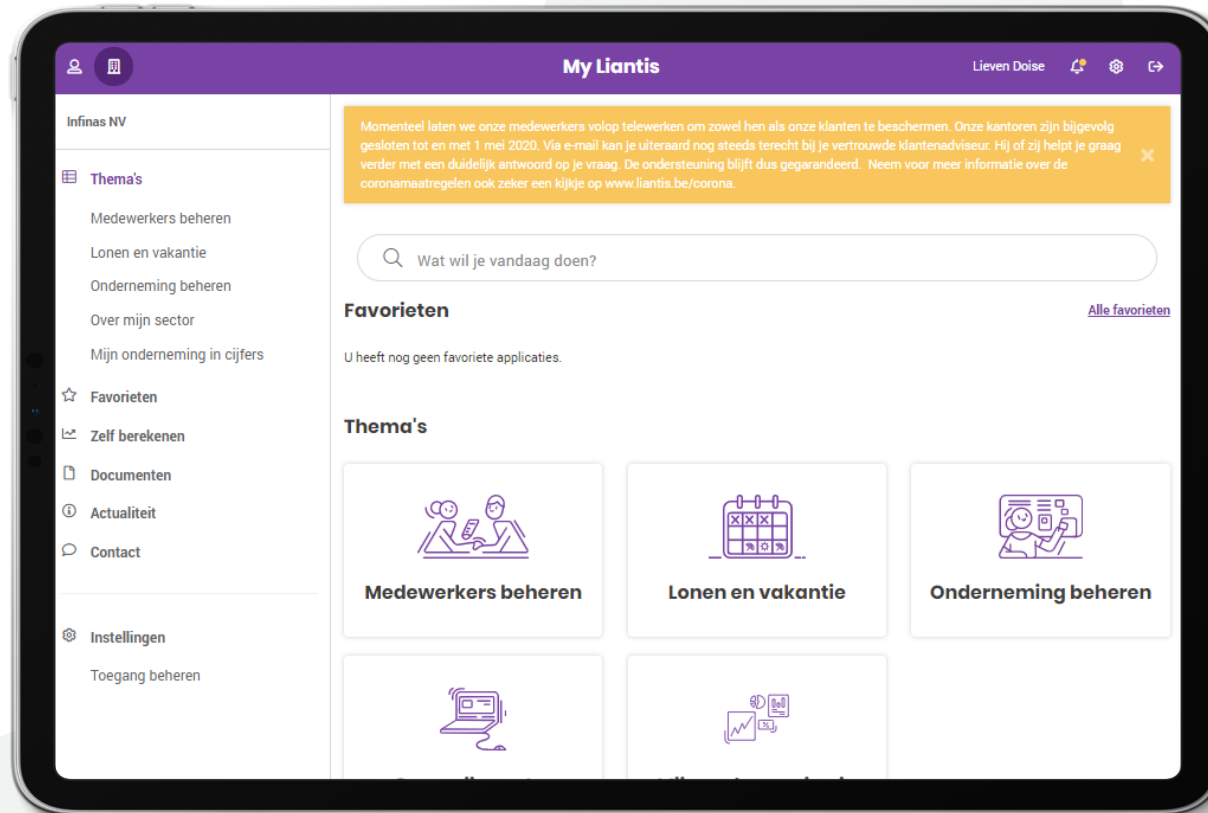 My Liantis
Lieven Doise
Infinas NV
Thema's
Medewerkers beheren
Lonen en vakantie
Onderneming beheren
Over mijn sector
Mijn onderneming in cijfers
Favorieten
Zelf berekenen
Documenten
Actualiteit
Contact
Instellingen
Toegang beheren
Momenteel laten we onze medewerkers volop telewerken om zowel hen als onze klanten te beschermen. Onze kantoren zijn bijgevolg
gesloten tot en met 1 mei 2020. Via e-mail kan je uiteraard nog steeds terecht bij je vertrouwde klantenadviseur. Hij of zij helpt je graag
verder met een duidelijk antwoord op je vraag. De ondersteuning blijft dus gegarandeerd. Neem voor meer informatie over de
coronamaatregelen ook zeker een kijkje op www.liantis.be/corona.
Wat wil je vandaag doen?
Favorieten
Alle favorieten
U heeft nog geen favoriete applicaties.
Thema's
Medewerkers beheren
Lonen en vakantie
Onderneming beheren